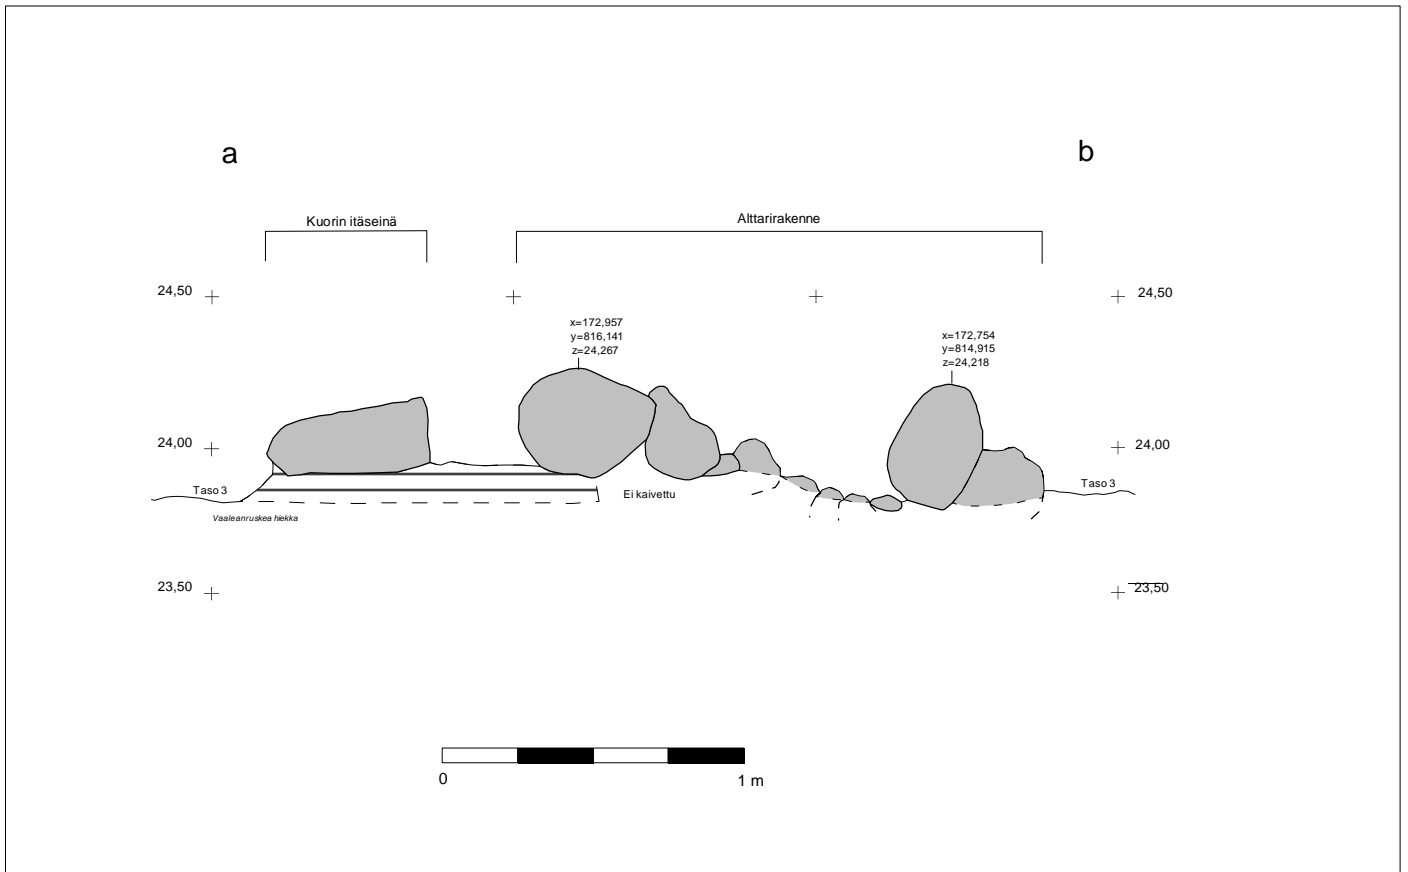 a
b
Kuorin itäseinä
Alttarirakenne
24,50
24,50
x=172,957
y=816,141
z=24,267
x=172,754
y=814,915
z=24,218
24,00
24,00
Taso 3
Ei kaivettu
Taso 3
Vaaleanruskea hiekka
23,50
23,50
0
1 m